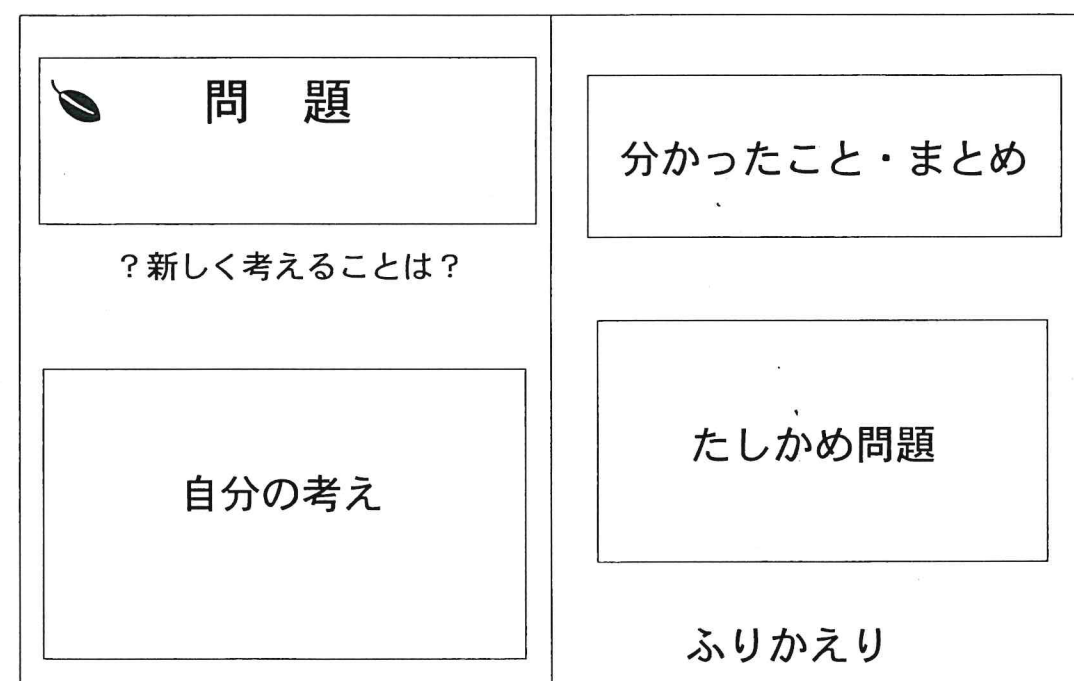 問 題
?新しく考えることは?
自分の考え
分かったこと・まとめ
たしかめ問題
ふりかえり